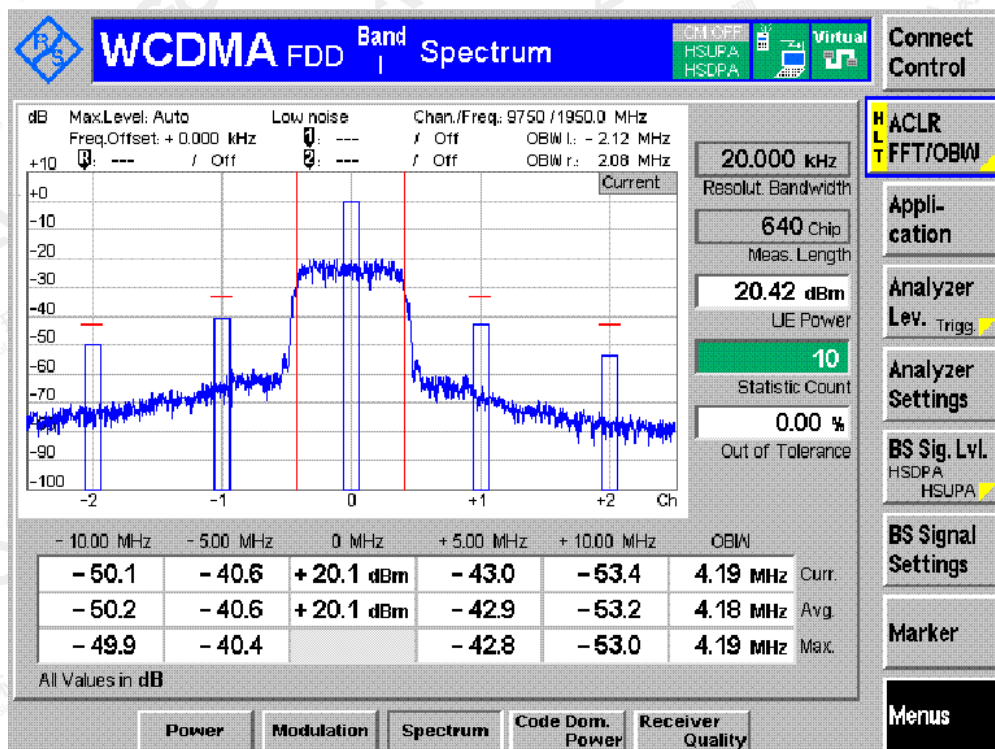 R S
WCDMA FDD Band I Spectrum
HSUPA
HSDPA
Virtual
Connect Control
dB Max.Level: Auto Low noise Chan./Freq.: 9750 /1950.0 MHz
Freq.Offset: + 0.000 kHz 1: --- / Off OBW l.: - 2.12 MHz
+10 R: --- / Off 2: --- / Off OBW r.: 2.08 MHz
Current
+0
-10
-20
-30
-40
-50
-60
-70
-90
-100
-2 -1 0 +1 +2 Ch
20.000 kHz
Resolut. Bandwidth
640 Chip
Meas. Length
20.42 dBm
UE Power
10
Statistic Count
0.00 %
Out of Tolerance
- 10.00 MHz - 5.00 MHz 0 MHz + 5.00 MHz + 10.00 MHz OBW
- 50.1 - 40.6 + 20.1 dBm - 43.0 - 53.4 4.19 MHz Curr.
- 50.2 - 40.6 + 20.1 dBm - 42.9 - 53.2 4.18 MHz Avg.
- 49.9 - 40.4 - 42.8 - 53.0 4.19 MHz Max.
All Values in dB
HLT
ACLR
FFT/OBW
Appli-
cation
Analyzer
Lev. Trigg.
Analyzer
Settings
BS Sig. Lvl.
HSDPA
HSUPA
BS Signal
Settings
Marker
Menus
Power
Modulation
Spectrum
Code Dom.
Power
Receiver
Quality